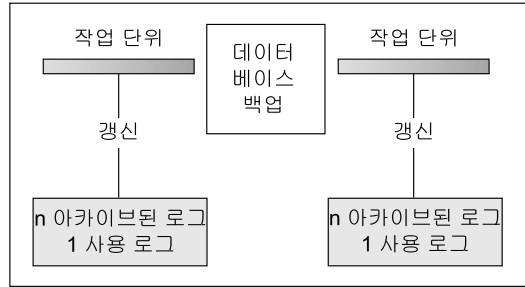 작업 단위
데이터
베이스
백업
작업 단위
갱신
갱신
n 아카이브된 로그
1 사용 로그
n 아카이브된 로그
1 사용 로그